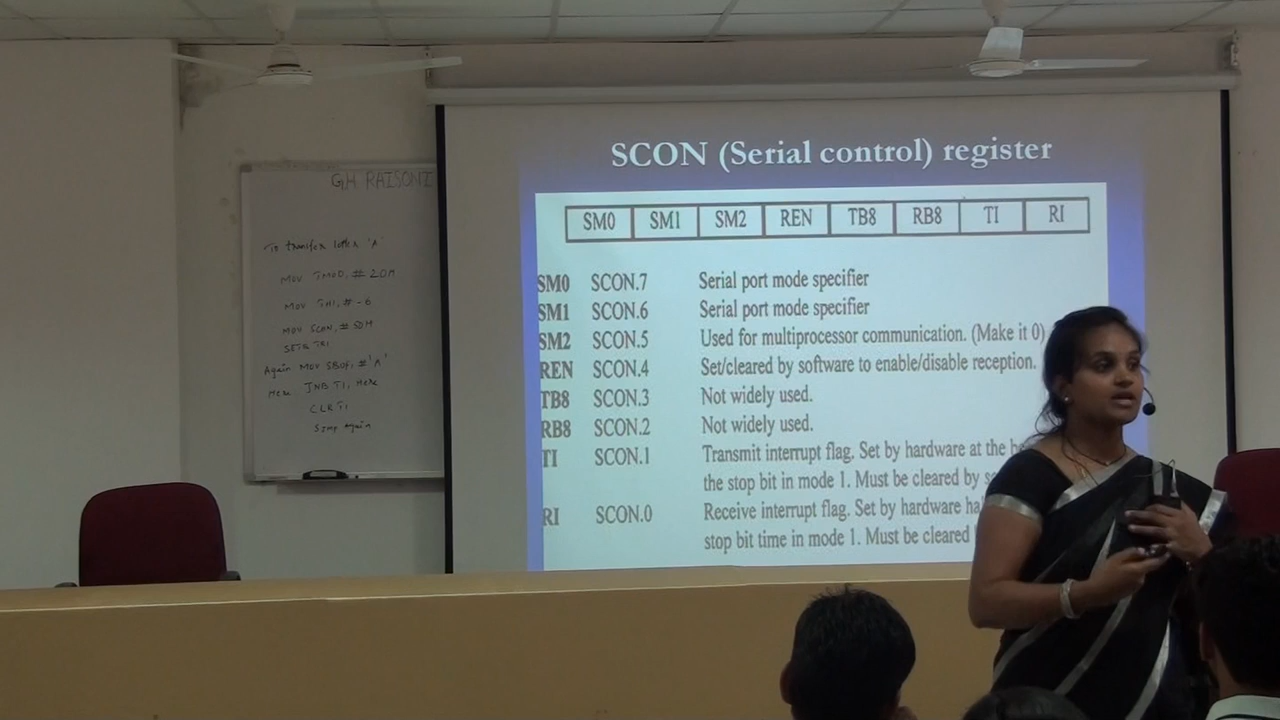 GH RAISONI
To transfer letter 'A'
MOV TMOD, # 20H
MOV TH1, # -6
MOV SCON, # 50H
SETB TR1
Again MOV SBUF, # 'A'
Here JNB TI, Here
CLR TI
SJMP Again
SCON (Serial control) register
SM0 SM1 SM2 REN TB8 RB8 TI RI
SM0 SCON.7 Serial port mode specifier
SM1 SCON.6 Serial port mode specifier
SM2 SCON.5 Used for multiprocessor communication. (Make it 0)
REN SCON.4 Set/cleared by software to enable/disable reception.
TB8 SCON.3 Not widely used.
RB8 SCON.2 Not widely used.
TI SCON.1 Transmit interrupt flag. Set by hardware at the
the stop bit in mode 1. Must be cleared by
RI SCON.0 Receive interrupt flag. Set by hardware
stop bit time in mode 1. Must be cleared